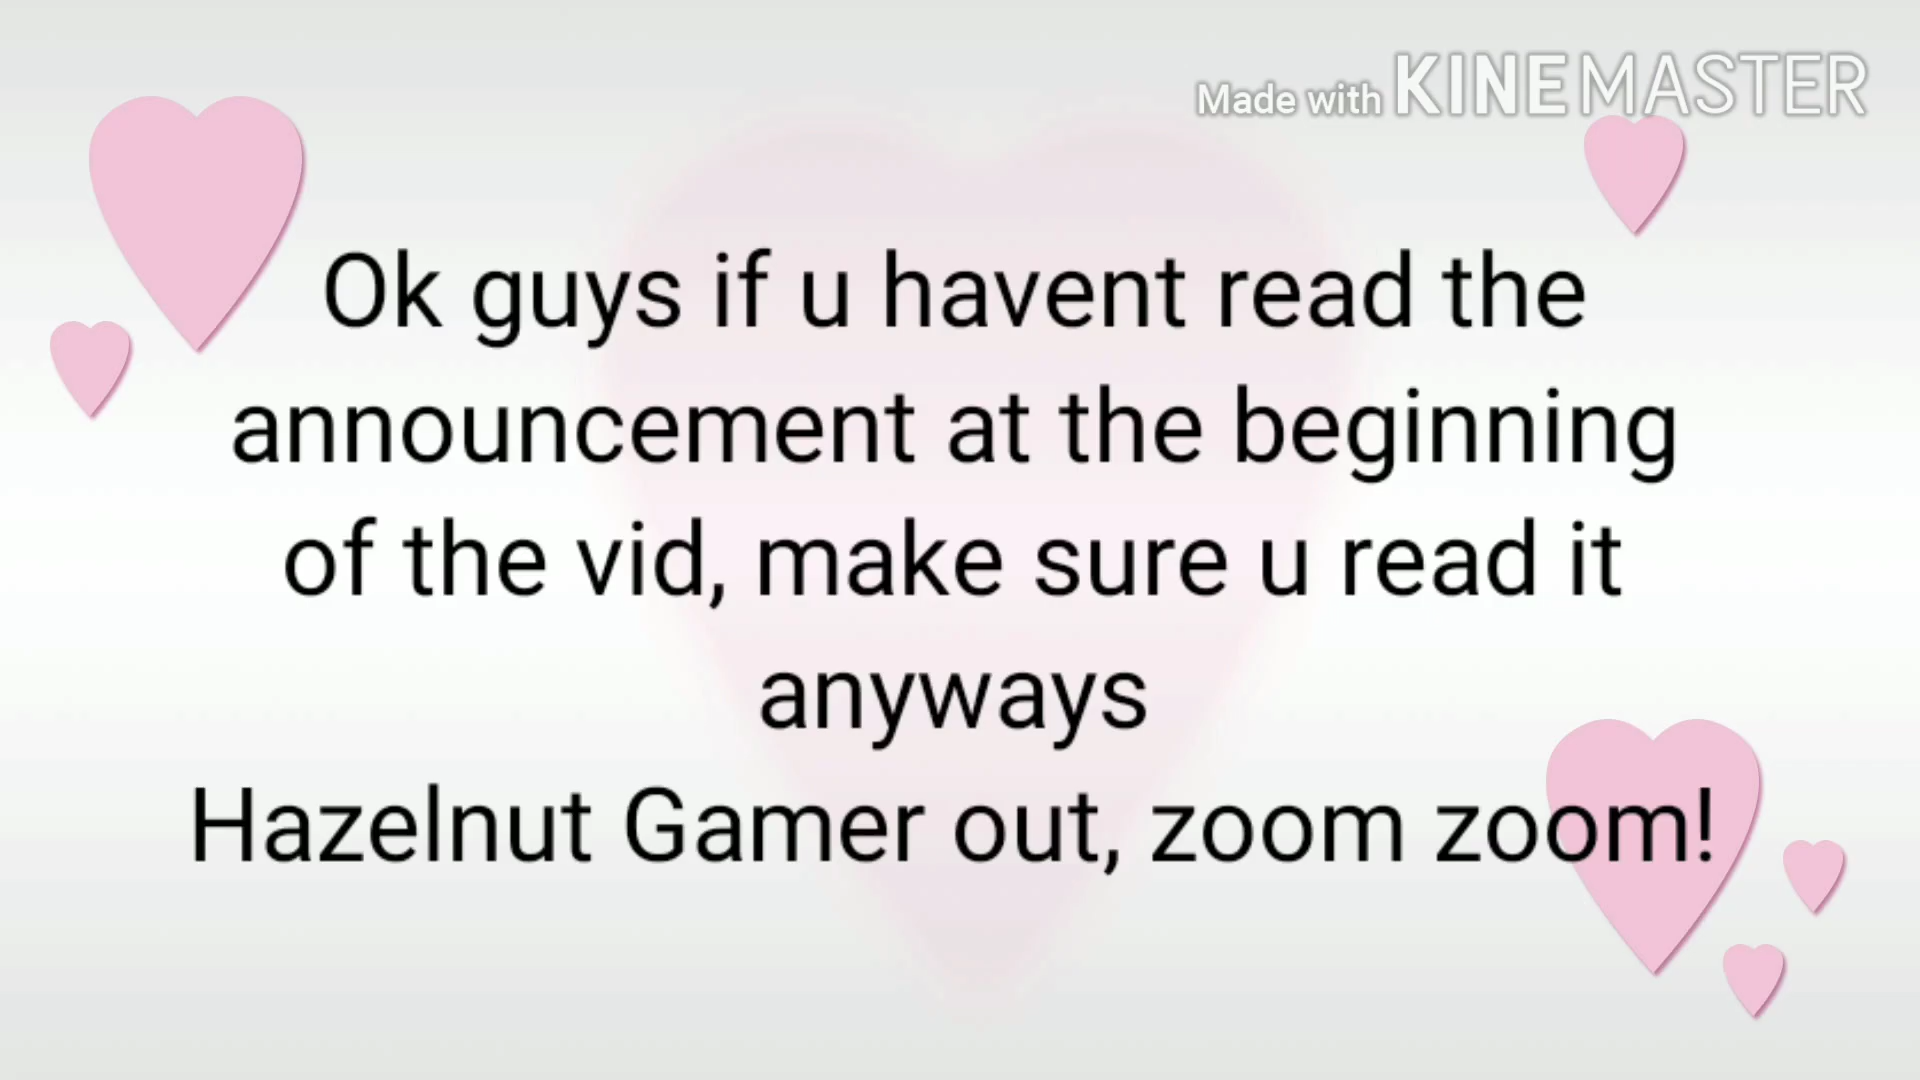 Made with KINEMASTER
Ok guys if u havent read the
announcement at the beginning
of the vid, make sure u read it
anyways
Hazelnut Gamer out, zoom zoom!